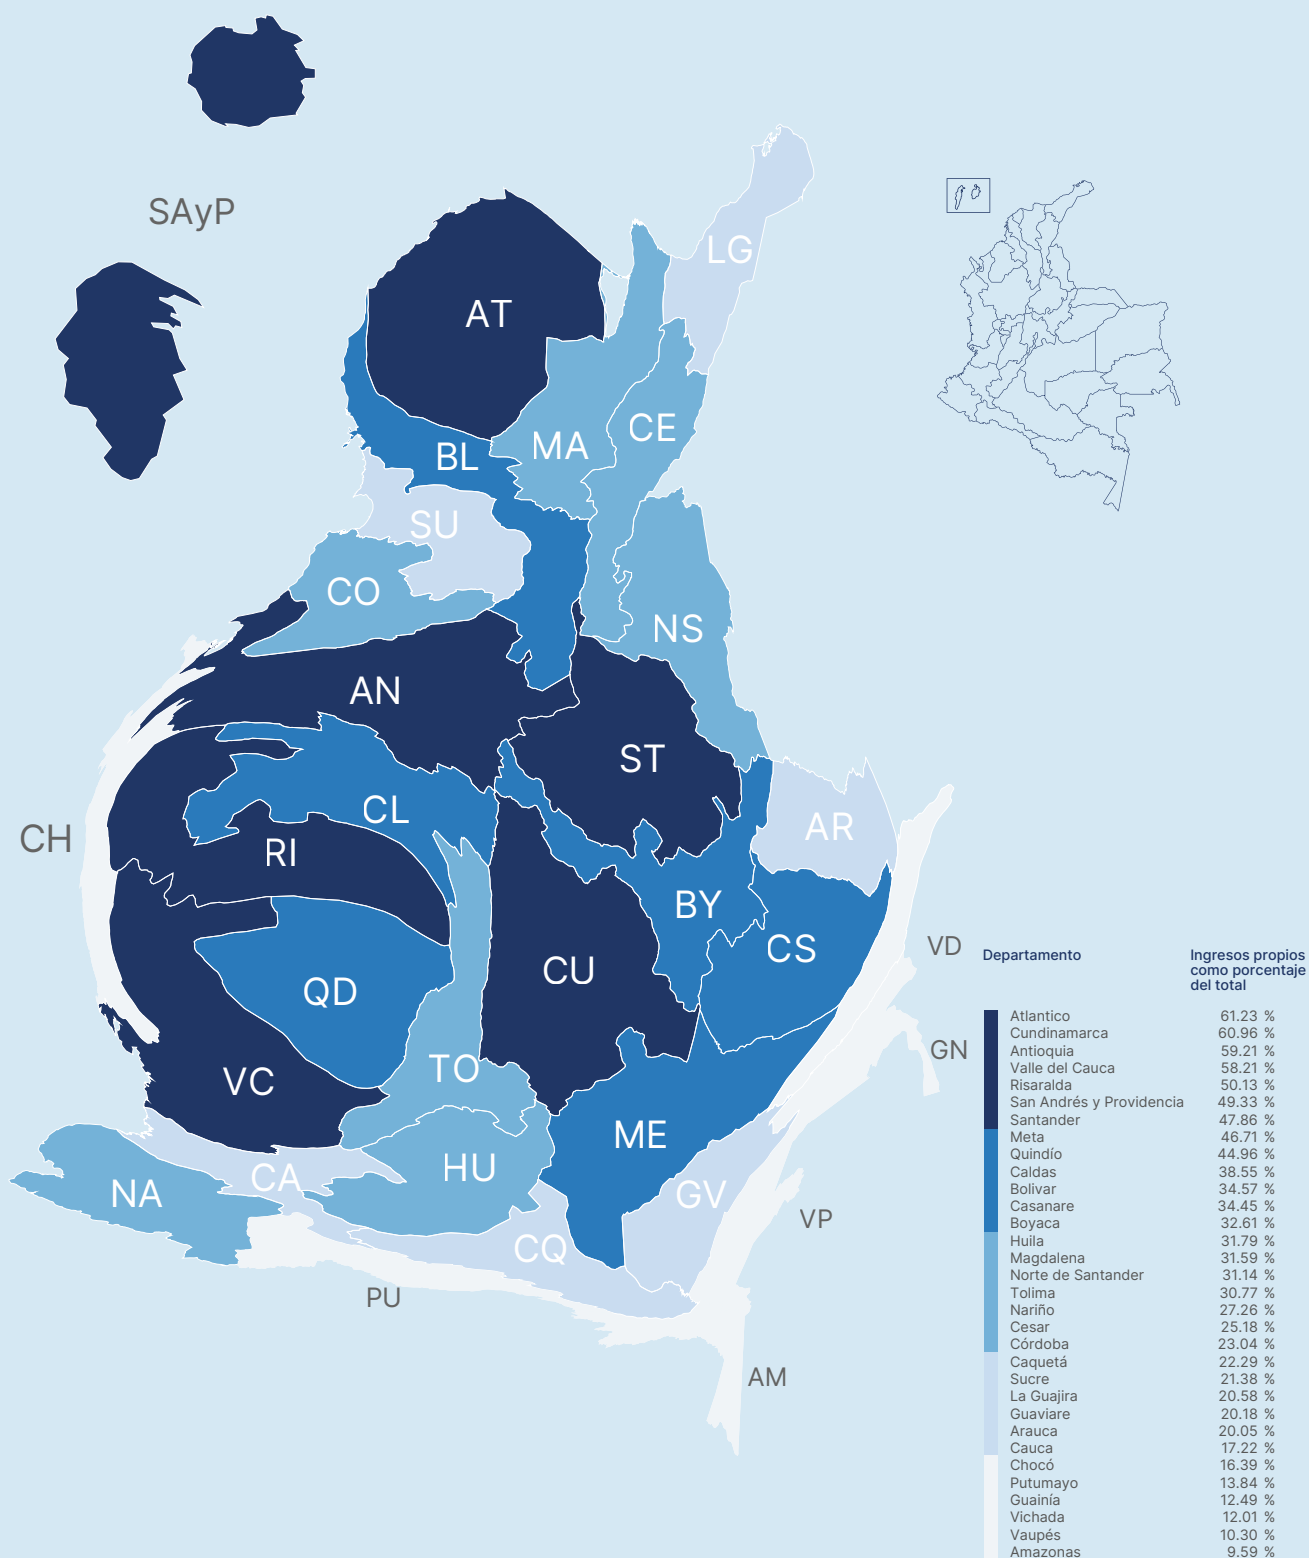 SAyP
LG
AT
CE
MA
BL
SU
CO
NS
AN
ST
CL
AR
CH
RI
BY
VD
CS
CU
QD
GN
TO
VC
ME
HU
CA
NA
GV
VP
CQ
PU
AM
Departamento Ingresos propios
como porcentaje
del total
Atlantico 61.23 %
Cundinamarca 60.96 %
Antioquia 59.21 %
Valle del Cauca 58.21 %
Risaralda 50.13 %
San Andrés y Providencia 49.33 %
Santander 47.86 %
Meta 46.71 %
Quindío 44.96 %
Caldas 38.55 %
Bolivar 34.57 %
Casanare 34.45 %
Boyaca 32.61 %
Huila 31.79 %
Magdalena 31.59 %
Norte de Santander 31.14 %
Tolima 30.77 %
Nariño 27.26 %
Cesar 25.18 %
Córdoba 23.04 %
Caquetá 22.29 %
Sucre 21.38 %
La Guajira 20.58 %
Guaviare 20.18 %
Arauca 20.05 %
Cauca 17.22 %
Chocó 16.39 %
Putumayo 13.84 %
Guainía 12.49 %
Vichada 12.01 %
Vaupés 10.30 %
Amazonas 9.59 %